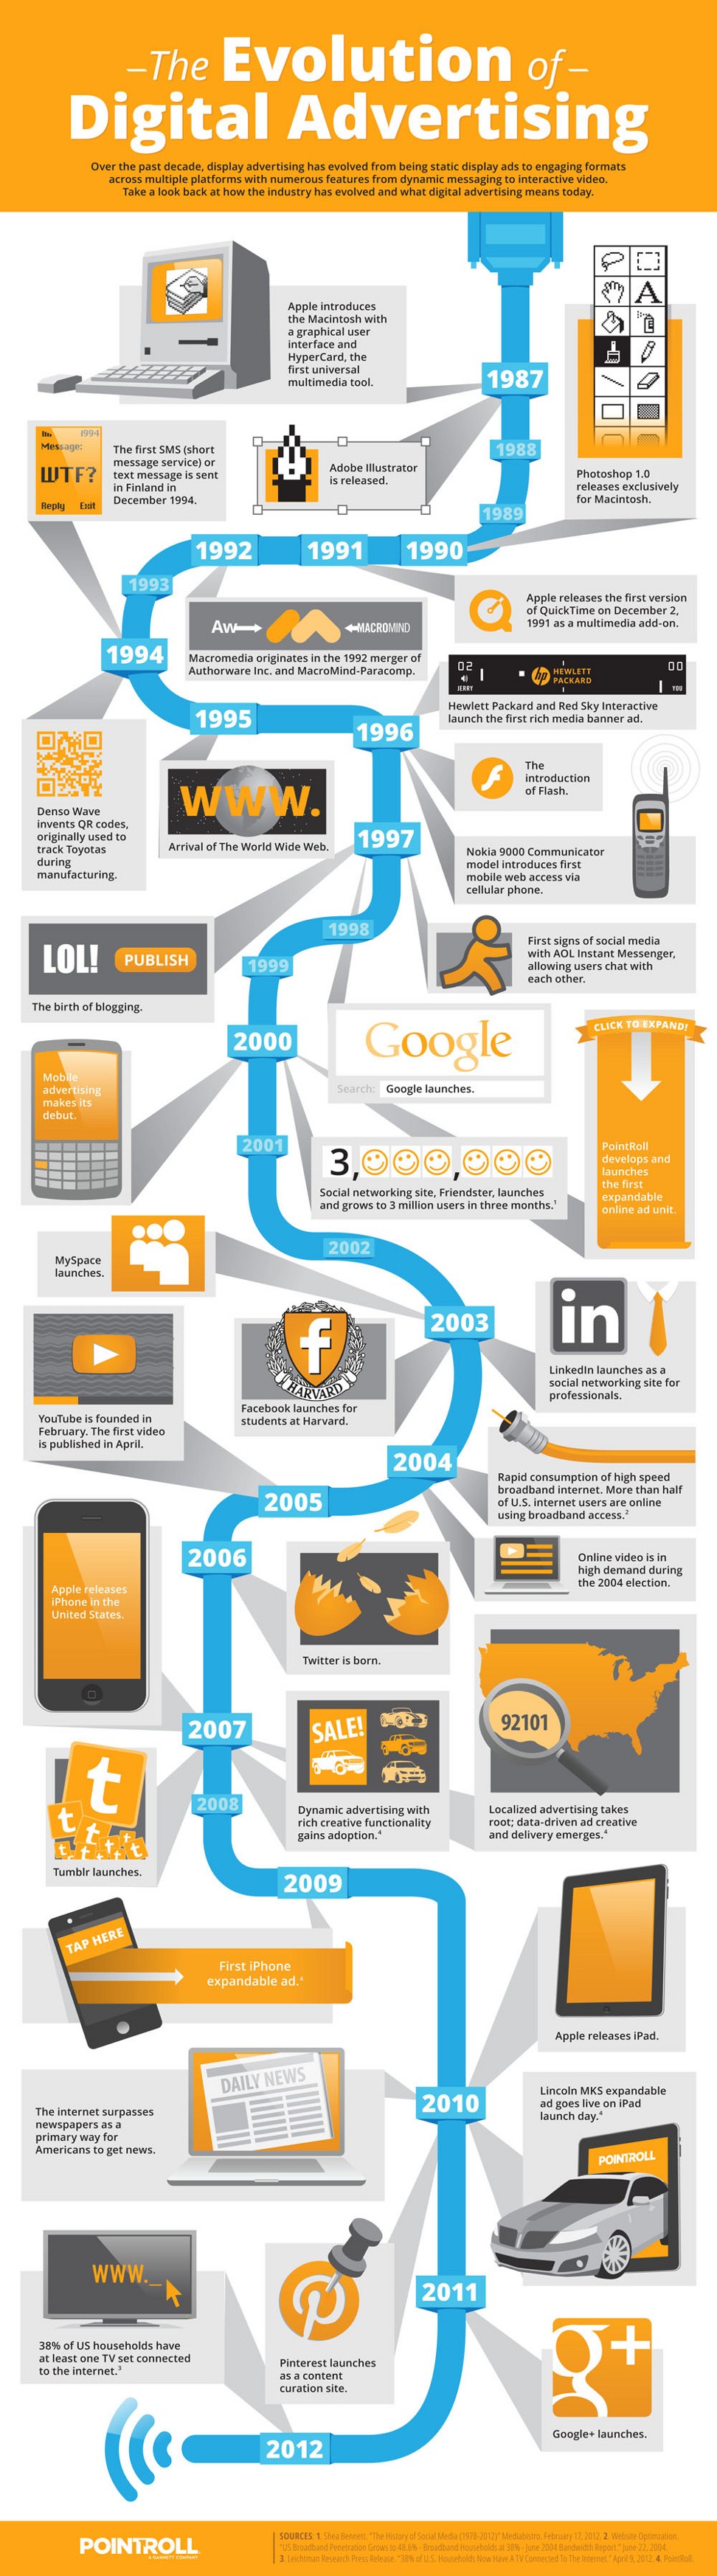 The Evolution of
Digital Advertising
Over the past decade, display advertising has evolved from being static display ads to engaging formats
across multiple platforms with numerous features from dynamic messaging to interactive video.
Take a look back at how the industry has evolved and what digital advertising means today.
Apple introduces
the Macintosh with
a graphical user
interface and
HyperCard, the
first universal
multimedia tool.
1987
A
1994
Message:
WTF?
Reply Exit
The first SMS (short
message service) or
text message is sent
in Finland in
December 1994.
Adobe Illustrator
is released.
1988
Photoshop 1.0
releases exclusively
for Macintosh.
1989
1992
1991
1990
1993
Apple releases the first version
of QuickTime on December 2,
1991 as a multimedia add-on.
Aw
MACROMIND
Macromedia originates in the 1992 merger of
Authorware Inc. and MacroMind-Paracomp.
1994
02
JERRY
hp
HEWLETT
PACKARD
00
YOU
Hewlett Packard and Red Sky Interactive
launch the first rich media banner ad.
1995
1996
Denso Wave
invents QR codes,
originally used to
track Toyotas
during
manufacturing.
WWW.
Arrival of The World Wide Web.
f
The
introduction
of Flash.
1997
Nokia 9000 Communicator
model introduces first
mobile web access via
cellular phone.
LOL!
PUBLISH
The birth of blogging.
1998
1999
First signs of social media
with AOL Instant Messenger,
allowing users chat with
each other.
2000
Google
Search: Google launches.
CLICK TO EXPAND!
PointRoll
develops and
launches
the first
expandable
online ad unit.
Mobile
advertising
makes its
debut.
2001
3,
,
Social networking site, Friendster, launches
and grows to 3 million users in three months.¹
2002
MySpace
launches.
2003
in
LinkedIn launches as a
social networking site for
professionals.
f
HARVARD
Facebook launches for
students at Harvard.
YouTube is founded in
February. The first video
is published in April.
2004
Rapid consumption of high speed
broadband internet. More than half
of U.S. internet users are online
using broadband access.²
2005
Online video is in
high demand during
the 2004 election.
2006
Apple releases
iPhone in the
United States.
Twitter is born.
92101
2007
SALE!
Dynamic advertising with
rich creative functionality
gains adoption.⁴
Localized advertising takes
root; data-driven ad creative
and delivery emerges.⁴
t
t
t
t
t
t
t
Tumblr launches.
2008
2009
TAP HERE
First iPhone
expandable ad.⁴
Apple releases iPad.
DAILY NEWS
The internet surpasses
newspapers as a
primary way for
Americans to get news.
2010
Lincoln MKS expandable
ad goes live on iPad
launch day.⁴
POINTROLL
WWW._
38% of US households have
at least one TV set connected
to the internet.³
Pinterest launches
as a content
curation site.
2011
g+
Google+ launches.
2012
POINTROLL
A GANNETT COMPANY
SOURCES: 1. Shea Bennett. "The History of Social Media (1978-2012)" Mediabistro. February 17, 2012. 2. Website Optimization.
"US Broadband Penetration Grows to 48.6% - Broadband Households at 38% - June 2004 Bandwidth Report." June 22, 2004.
3. Leichtman Research Press Release. "38% of U.S. Households Now Have A TV Connected To The Internet." April 9, 2012. 4. PointRoll.